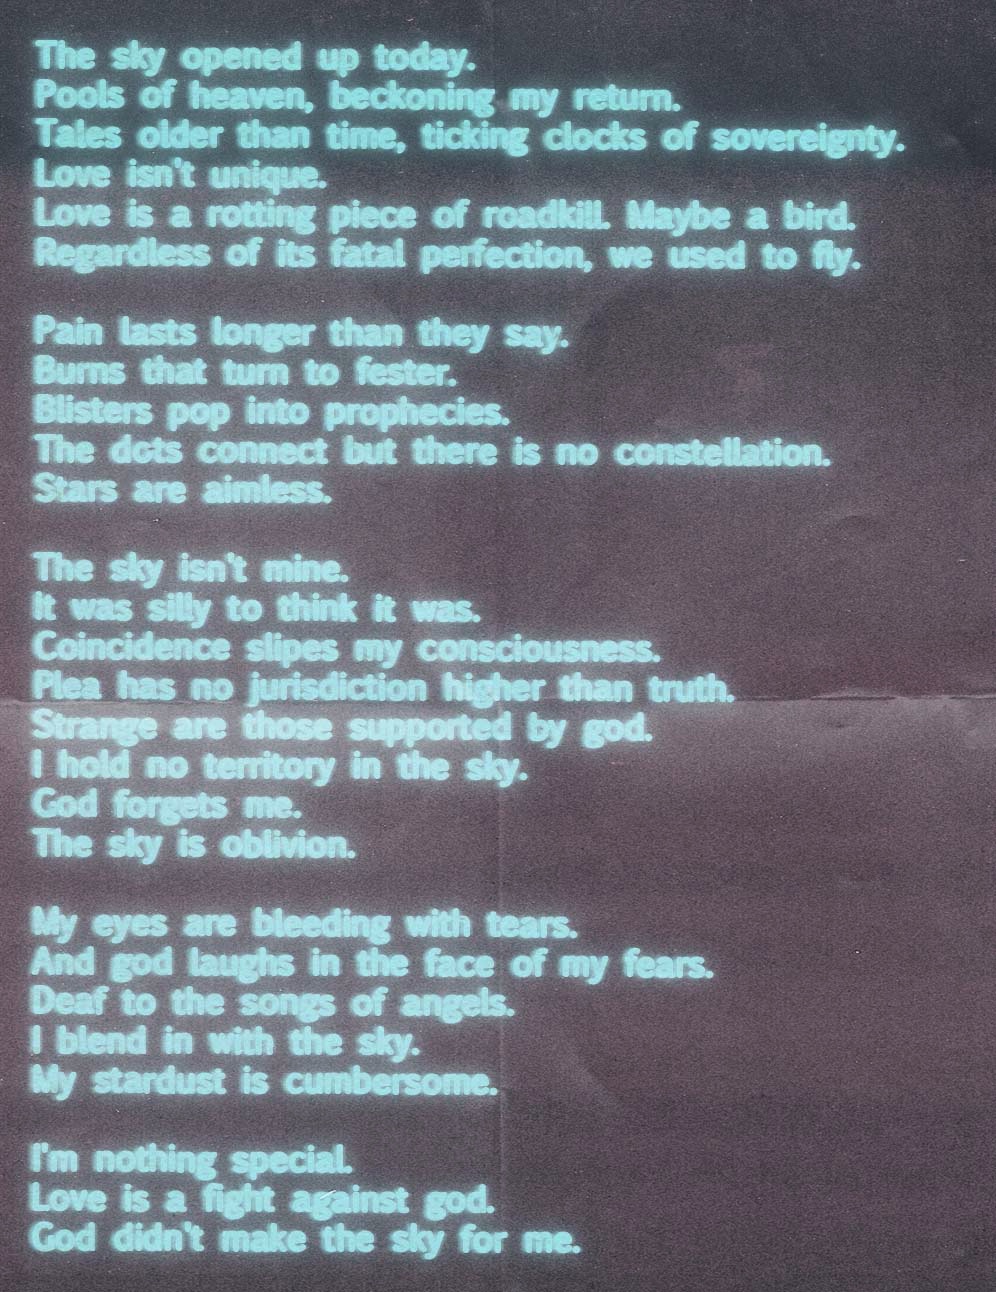 The sky opened up today.
Pools of heaven, beckoning my return.
Tales older than time, ticking clocks of sovereignty.
Love isn't unique.
Love is a rotting piece of roadkill. Maybe a bird.
Regardless of its fatal perfection, we used to fly.
Pain lasts longer than they say.
Burns that turn to fester.
Blisters pop into prophecies.
The dots connect but there is no constellation.
Stars are aimless.
The sky isn't mine.
It was silly to think it was.
Coincidence slipes my consciousness.
Plea has no jurisdiction higher than truth.
Strange are those supported by god.
I hold no territory in the sky.
God forgets me.
The sky is oblivion.
My eyes are bleeding with tears.
And god laughs in the face of my fears.
Deaf to the songs of angels.
I blend in with the sky.
My stardust is cumbersome.
I'm nothing special.
Love is a fight against god.
God didn't make the sky for me.